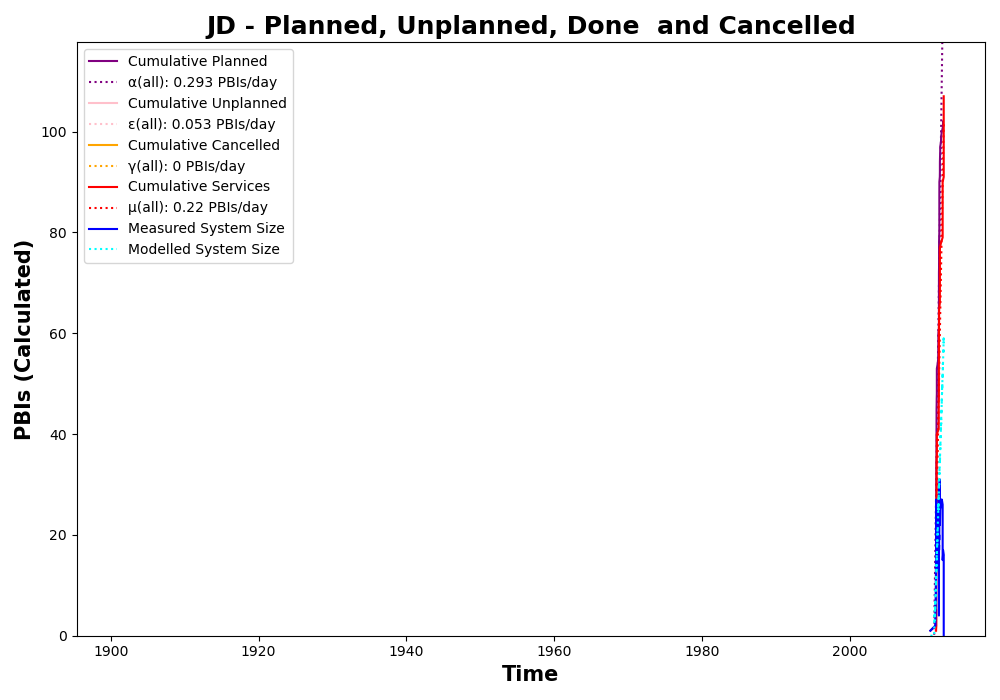 JD - Planned, Unplanned, Done  and Cancelled
Cumulative Planned
α(all): 0.293 PBIs/day
Cumulative Unplanned
ε(all): 0.053 PBIs/day
Cumulative Cancelled
γ(all): 0 PBIs/day
Cumulative Services
μ(all): 0.22 PBIs/day
Measured System Size
Modelled System Size
PBIs (Calculated)
100
80
60
40
20
0
1900 1920 1940 1960 1980 2000
Time